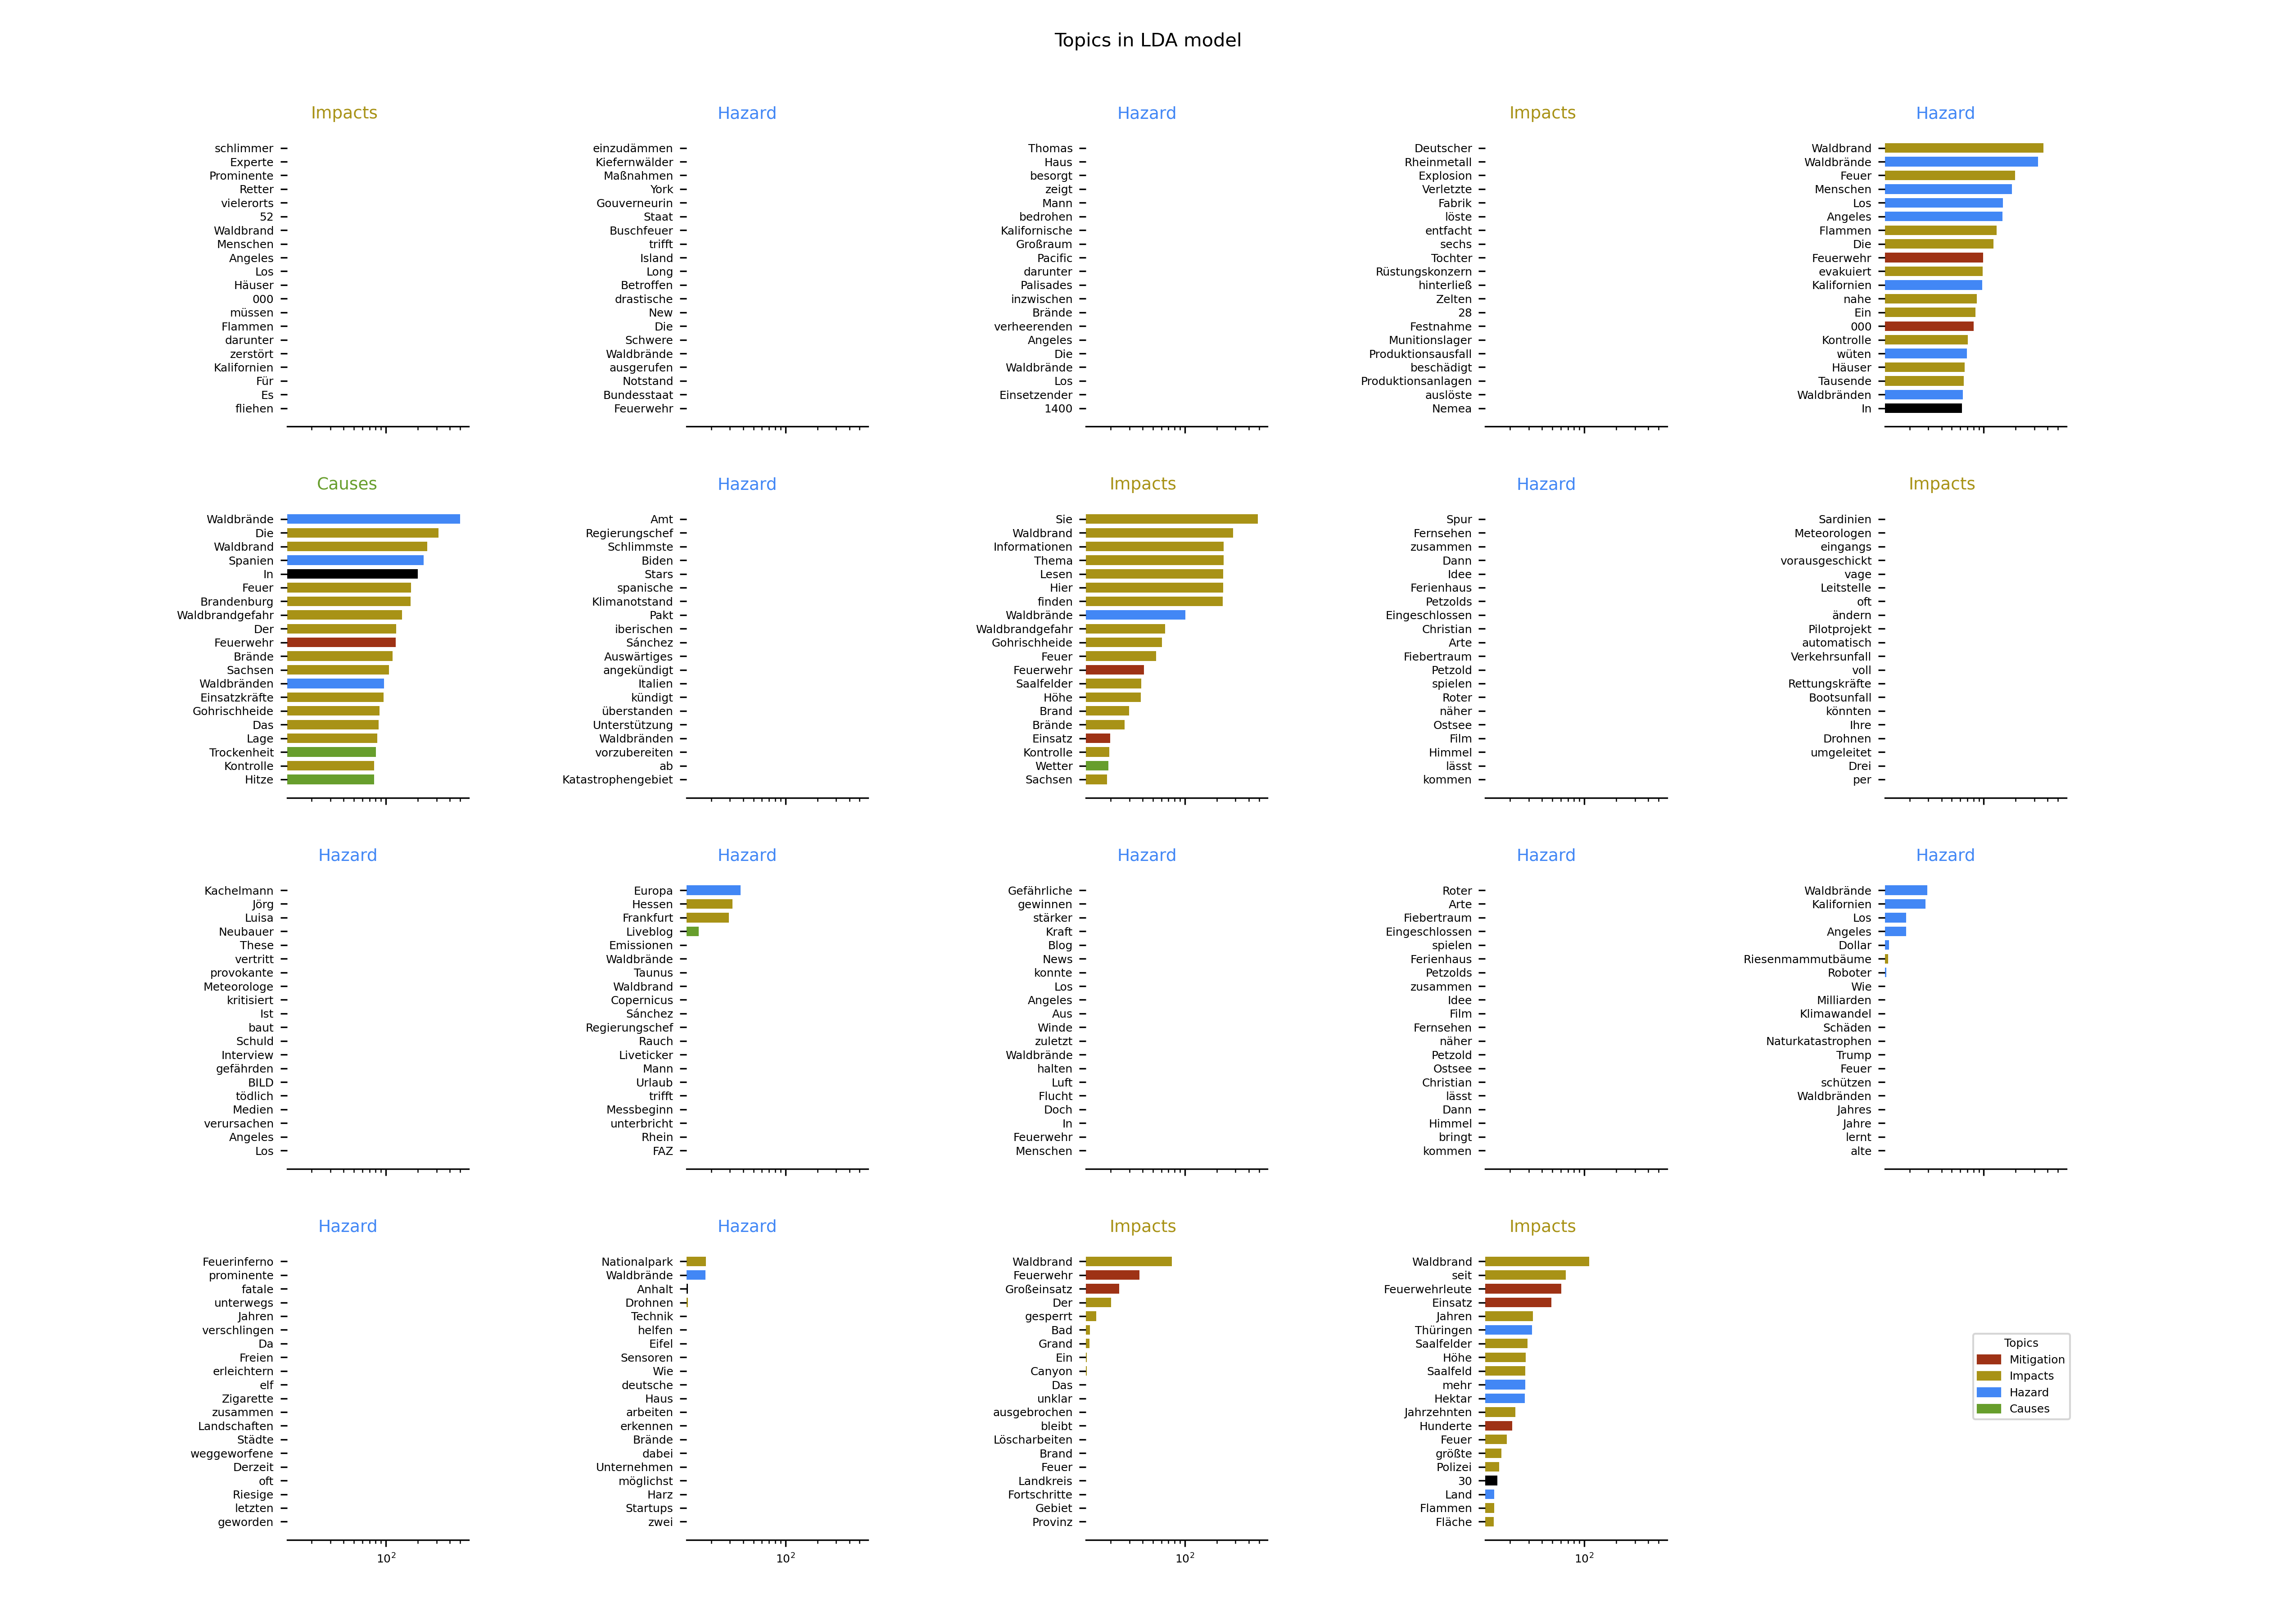 Topics in LDA model
Impacts
schlimmer
Experte
Prominente
Retter
vielerorts
52
Waldbrand
Menschen
Angeles
Los
Häuser
000
müssen
Flammen
darunter
zerstört
Kalifornien
Für
Es
fliehen
Hazard
einzudämmen
Kiefernwälder
Maßnahmen
York
Gouverneurin
Staat
Buschfeuer
trifft
Island
Long
Betroffen
drastische
New
Die
Schwere
Waldbrände
ausgerufen
Notstand
Bundesstaat
Feuerwehr
Hazard
Thomas
Haus
besorgt
zeigt
Mann
bedrohen
Kalifornische
Großraum
Pacific
darunter
Palisades
inzwischen
Brände
verheerenden
Angeles
Die
Waldbrände
Los
Einsetzender
1400
Impacts
Deutscher
Rheinmetall
Explosion
Verletzte
Fabrik
löste
entfacht
sechs
Tochter
Rüstungskonzern
hinterließ
Zelten
28
Festnahme
Munitionslager
Produktionsausfall
beschädigt
Produktionsanlagen
auslöste
Nemea
Hazard
Waldbrand
Waldbrände
Feuer
Menschen
Los
Angeles
Flammen
Die
Feuerwehr
evakuiert
Kalifornien
nahe
Ein
000
Kontrolle
wüten
Häuser
Tausende
Waldbränden
In
Causes
Waldbrände
Die
Waldbrand
Spanien
In
Feuer
Brandenburg
Waldbrandgefahr
Der
Feuerwehr
Brände
Sachsen
Waldbränden
Einsatzkräfte
Gohrischheide
Das
Lage
Trockenheit
Kontrolle
Hitze
Hazard
Amt
Regierungschef
Schlimmste
Biden
Stars
spanische
Klimanotstand
Pakt
iberischen
Sánchez
Auswärtiges
angekündigt
Italien
kündigt
überstanden
Unterstützung
Waldbränden
vorzubereiten
ab
Katastrophengebiet
Impacts
Sie
Waldbrand
Informationen
Thema
Lesen
Hier
finden
Waldbrände
Waldbrandgefahr
Gohrischheide
Feuer
Feuerwehr
Saalfelder
Höhe
Brand
Brände
Einsatz
Kontrolle
Wetter
Sachsen
Hazard
Spur
Fernsehen
zusammen
Dann
Idee
Ferienhaus
Petzolds
Eingeschlossen
Christian
Arte
Fiebertraum
Petzold
spielen
Roter
näher
Ostsee
Film
Himmel
lässt
kommen
Impacts
Sardinien
Meteorologen
eingangs
vorausgeschickt
vage
Leitstelle
oft
ändern
Pilotprojekt
automatisch
Verkehrsunfall
voll
Rettungskräfte
Bootsunfall
könnten
Ihre
Drohnen
umgeleitet
Drei
per
Hazard
Kachelmann
Jörg
Luisa
Neubauer
These
vertritt
provokante
Meteorologe
kritisiert
Ist
baut
Schuld
Interview
gefährden
BILD
tödlich
Medien
verursachen
Angeles
Los
Hazard
Europa
Hessen
Frankfurt
Liveblog
Emissionen
Waldbrände
Taunus
Waldbrand
Copernicus
Sánchez
Regierungschef
Rauch
Liveticker
Mann
Urlaub
trifft
Messbeginn
unterbricht
Rhein
FAZ
Hazard
Gefährliche
gewinnen
stärker
Kraft
Blog
News
konnte
Los
Angeles
Aus
Winde
zuletzt
Waldbrände
halten
Luft
Flucht
Doch
In
Feuerwehr
Menschen
Hazard
Roter
Arte
Fiebertraum
Eingeschlossen
spielen
Ferienhaus
Petzolds
zusammen
Idee
Film
Fernsehen
näher
Petzold
Ostsee
Christian
lässt
Dann
Himmel
bringt
kommen
Hazard
Waldbrände
Kalifornien
Los
Angeles
Dollar
Riesenmammutbäume
Roboter
Wie
Milliarden
Klimawandel
Schäden
Naturkatastrophen
Trump
Feuer
schützen
Waldbränden
Jahres
Jahre
lernt
alte
Hazard
Feuerinferno
prominente
fatale
unterwegs
Jahren
verschlingen
Da
Freien
erleichtern
elf
Zigarette
zusammen
Landschaften
Städte
weggeworfene
Derzeit
oft
Riesige
letzten
geworden
10²
Hazard
Nationalpark
Waldbrände
Anhalt
Drohnen
Technik
helfen
Eifel
Sensoren
Wie
deutsche
Haus
arbeiten
erkennen
Brände
dabei
Unternehmen
möglichst
Harz
Startups
zwei
10²
Impacts
Waldbrand
Feuerwehr
Großeinsatz
Der
gesperrt
Bad
Grand
Ein
Canyon
Das
unklar
ausgebrochen
bleibt
Löscharbeiten
Brand
Feuer
Landkreis
Fortschritte
Gebiet
Provinz
10²
Impacts
Waldbrand
seit
Feuerwehrleute
Einsatz
Jahren
Thüringen
Saalfelder
Höhe
Saalfeld
mehr
Hektar
Jahrzehnten
Hunderte
Feuer
größte
Polizei
30
Land
Flammen
Fläche
10²
Topics
Mitigation
Impacts
Hazard
Causes